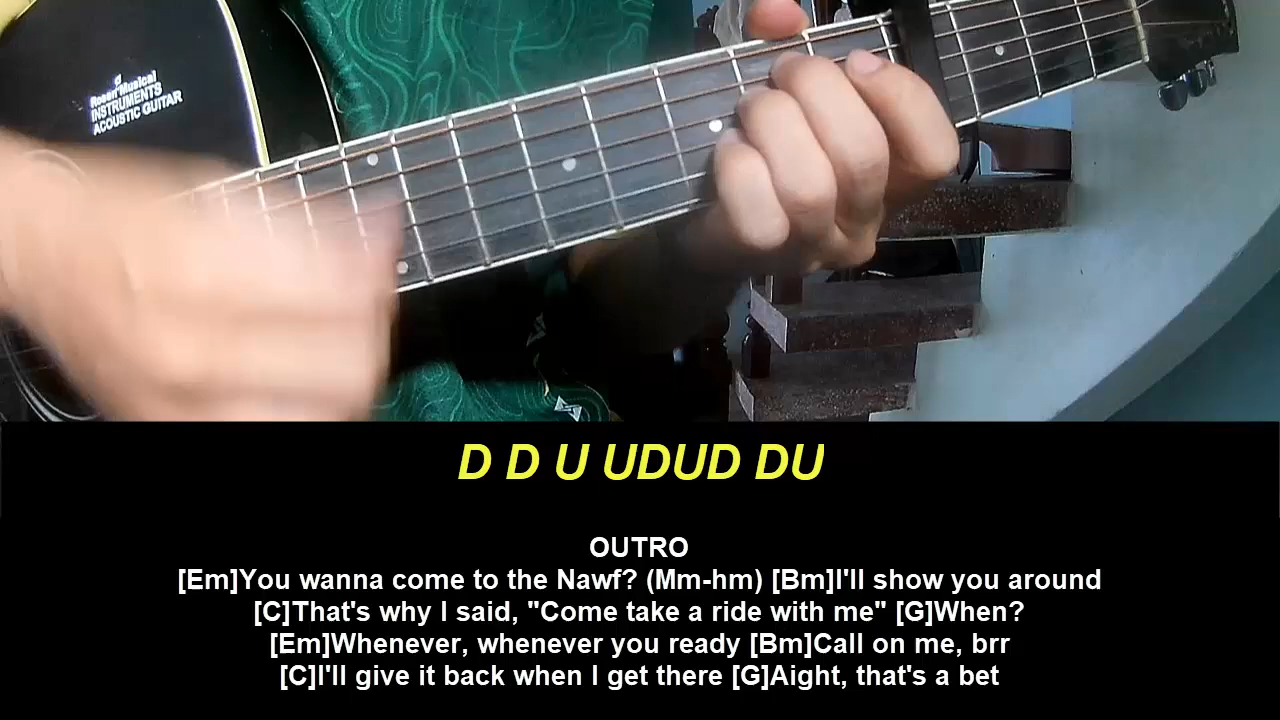 Rosen Musical
INSTRUMENTS
ACOUSTIC GUITAR
D D U UDUD DU
OUTRO
[Em]You wanna come to the Nawf? (Mm-hm) [Bm]I'll show you around
[C]That's why I said, "Come take a ride with me" [G]When?
[Em]Whenever, whenever you ready [Bm]Call on me, brr
[C]I'll give it back when I get there [G]Aight, that's a bet